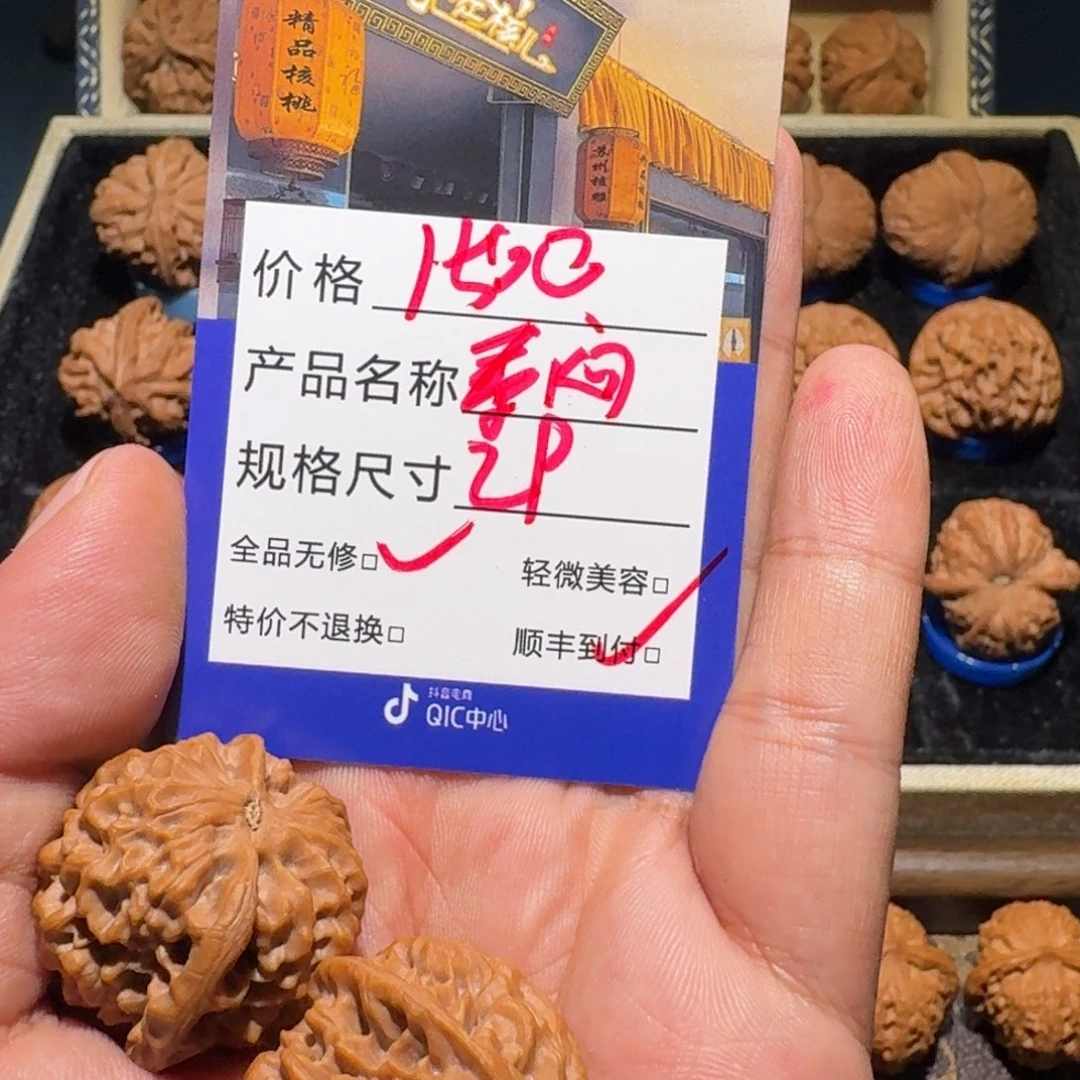 精品核桃
苏州核雕
价格 1500
产品名称
规格尺寸
全品无修□✓
轻微美容□
特价不退换□
顺丰到付□✓
抖音电商
QIC中心